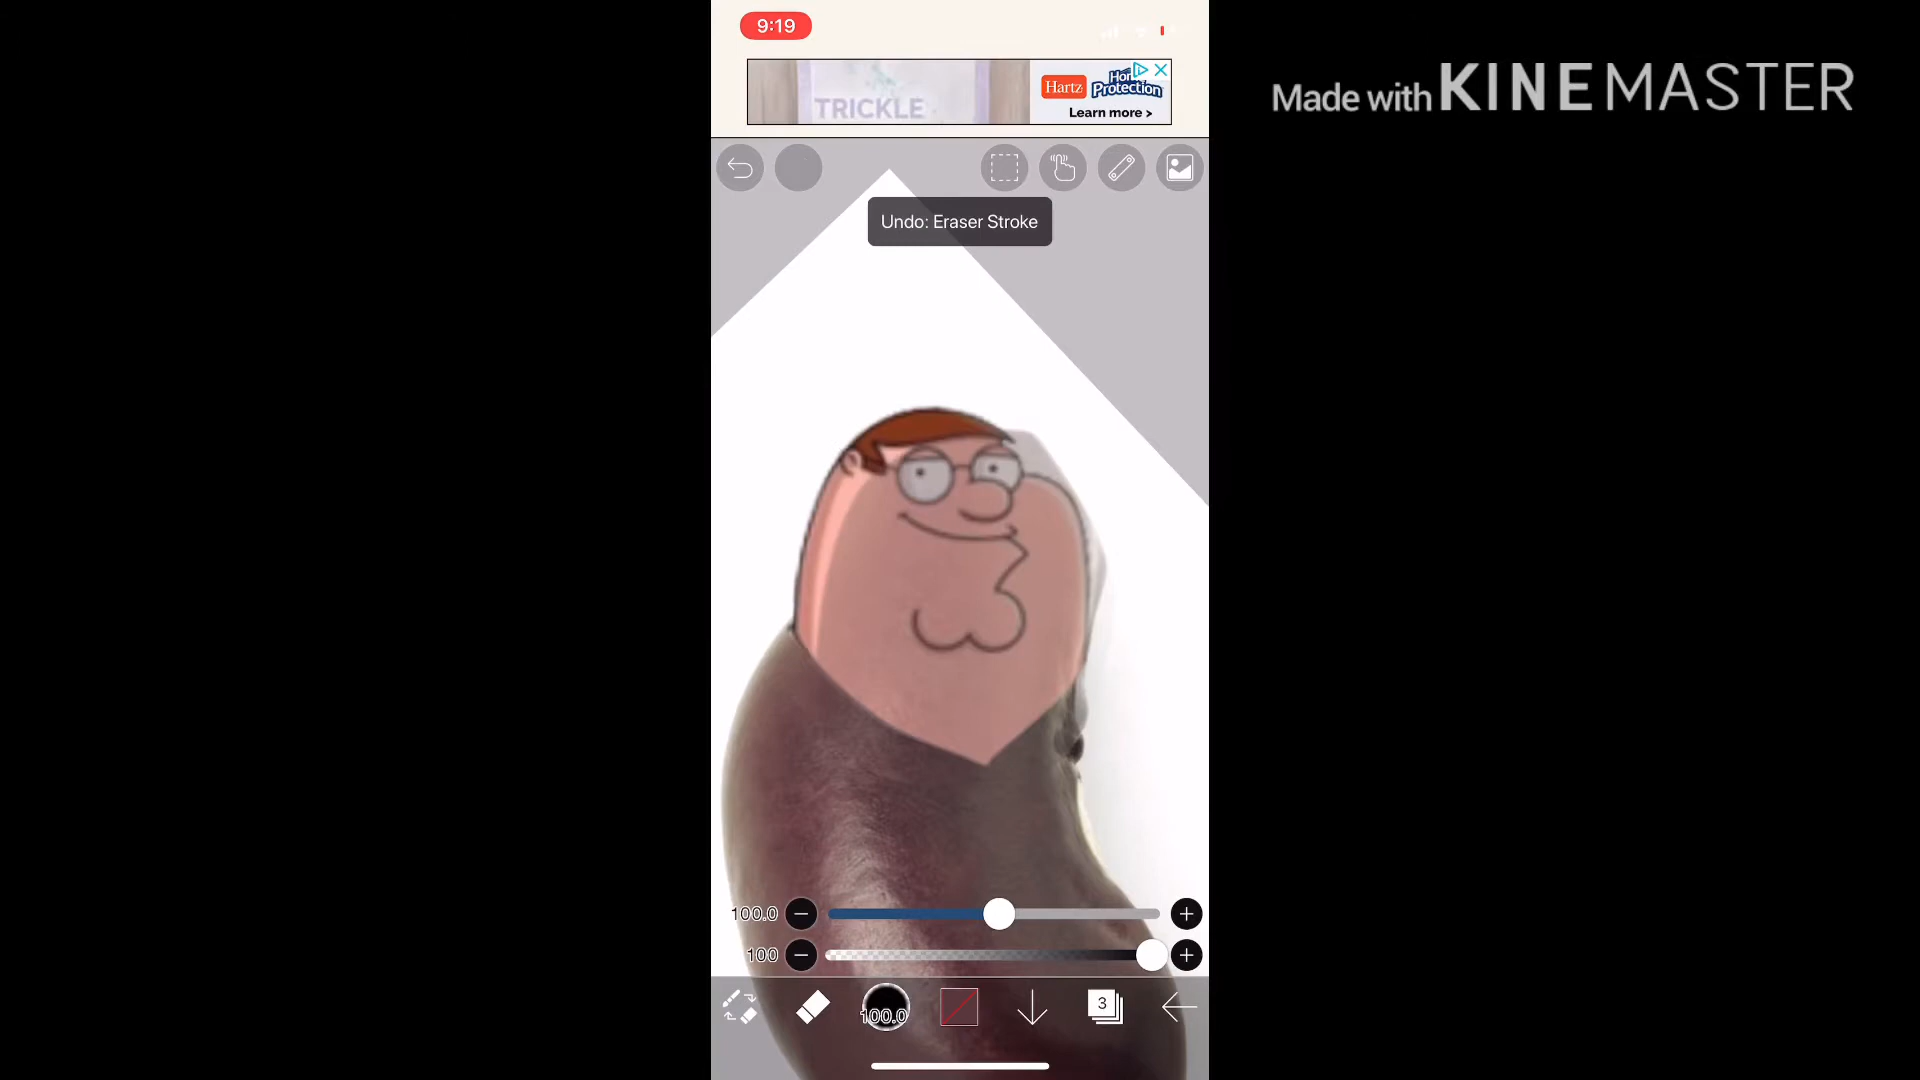 9:19
Made with KINEMASTER
TRICKLE
Hartz
Protection
Learn more >
Undo: Eraser Stroke
100.0
100
100.0
3